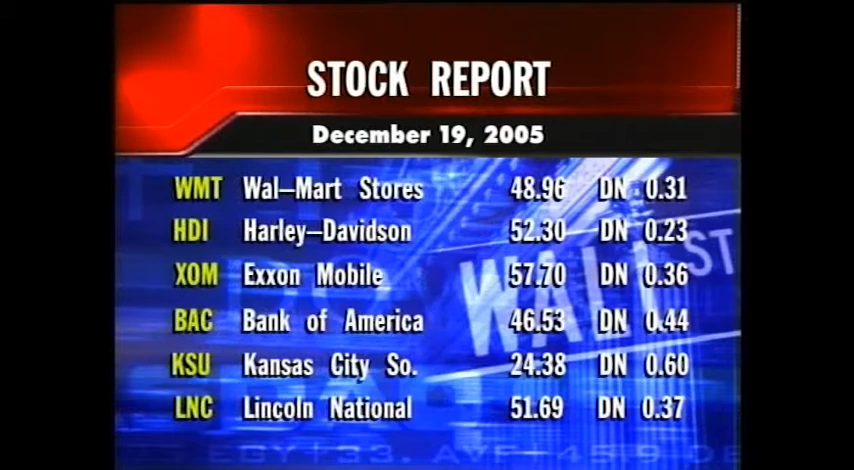 STOCK REPORT
December 19, 2005
WMT Wal-Mart Stores 48.96 DN 0.31
HDI Harley-Davidson 52.30 DN 0.23
XOM Exxon Mobile 57.70 DN 0.36
BAC Bank of America 46.53 DN 0.44
KSU Kansas City So. 24.38 DN 0.60
LNC Lincoln National 51.69 DN 0.37
WALL ST